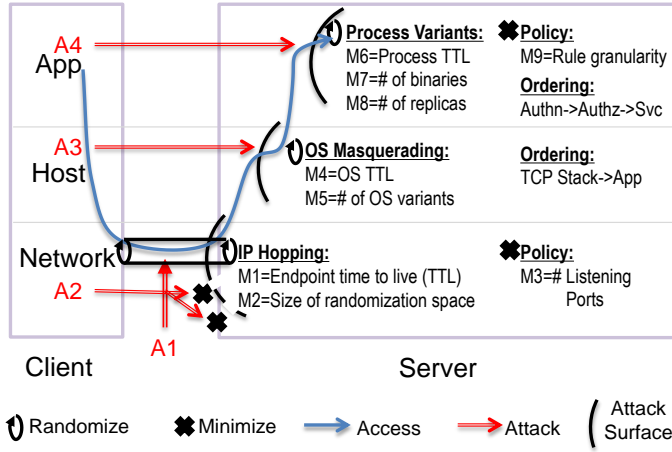 A4
App
Process Variants:
M6=Process TTL
M7=# of binaries
M8=# of replicas
Policy:
M9=Rule granularity
Ordering:
Authn->Authz->Svc
A3
Host
OS Masquerading:
M4=OS TTL
M5=# of OS variants
Ordering:
TCP Stack->App
Network
A2
IP Hopping:
M1=Endpoint time to live (TTL)
M2=Size of randomization space
Policy:
M3=# Listening
Ports
A1
Client
Server
Randomize
Minimize
Access
Attack
Attack
Surface